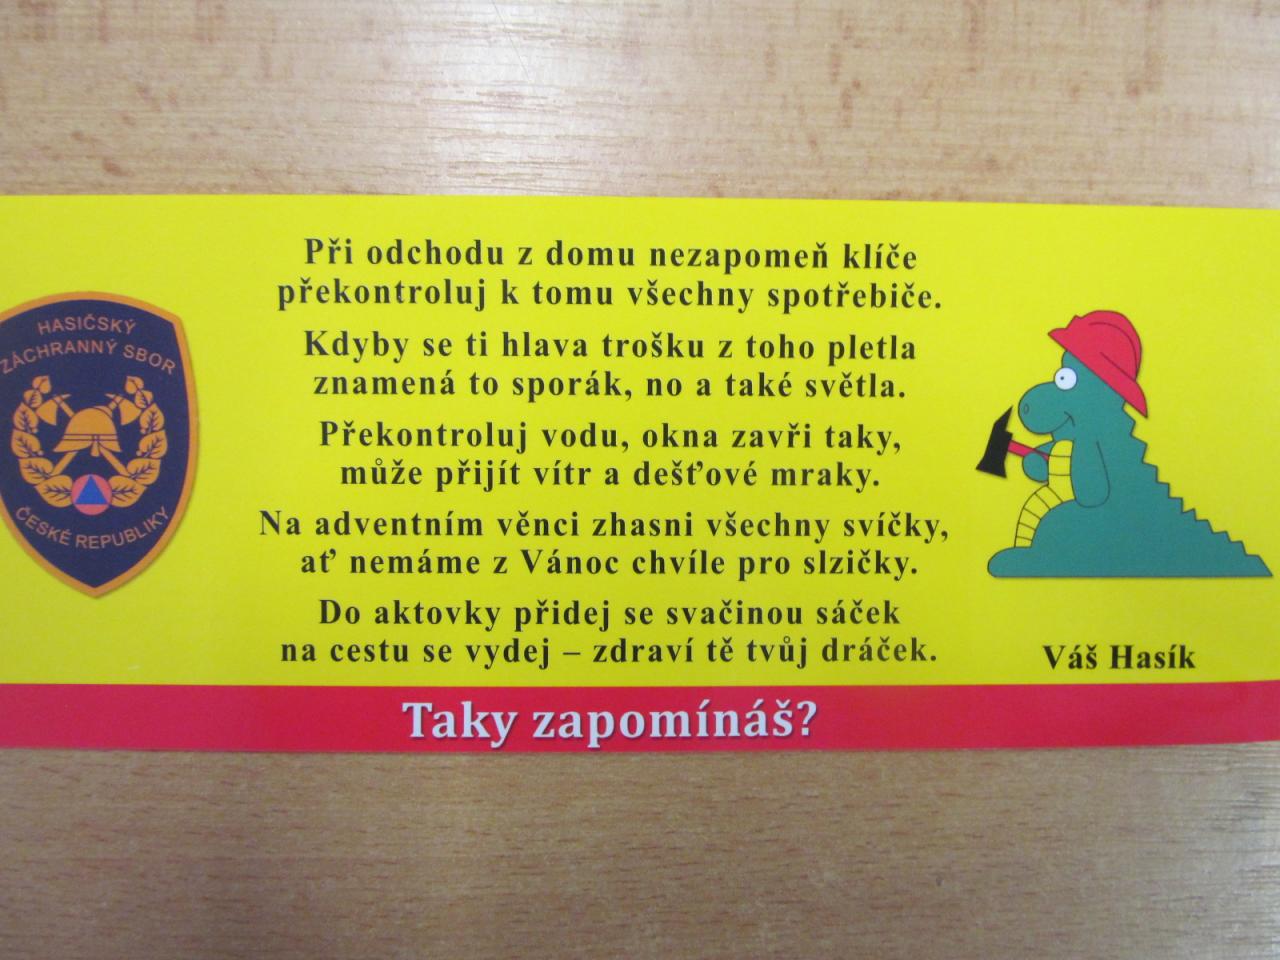 Při odchodu z domu nezapomeň klíče
překontroluj k tomu všechny spotřebiče.
Kdyby se ti hlava trošku z toho pletla
znamená to sporák, no a také světla.
Překontroluj vodu, okna zavři taky,
může přijít vítr a dešťové mraky.
Na adventním věnci zhasni všechny svíčky,
ať nemáme z Vánoc chvíle pro slzičky.
Do aktovky přidej se svačinou sáček
na cestu se vydej – zdraví tě tvůj dráček.
HASIČSKÝ
ZÁCHRANNÝ SBOR
ČESKÉ REPUBLIKY
Váš Hasík
Taky zapomínáš?